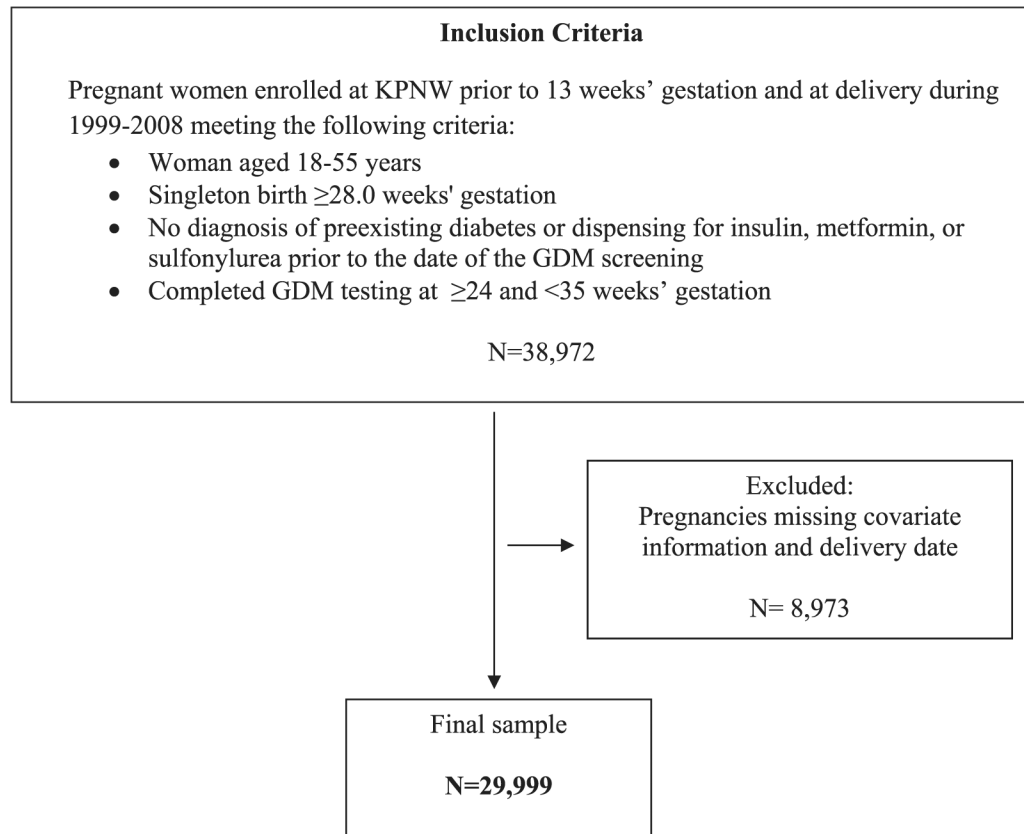 Inclusion Criteria
Pregnant women enrolled at KPNW prior to 13 weeks’ gestation and at delivery during
1999-2008 meeting the following criteria:
• Woman aged 18-55 years
• Singleton birth ≥28.0 weeks' gestation
• No diagnosis of preexisting diabetes or dispensing for insulin, metformin, or
sulfonylurea prior to the date of the GDM screening
• Completed GDM testing at ≥24 and <35 weeks’ gestation
N=38,972
Excluded:
Pregnancies missing covariate
information and delivery date
N= 8,973
Final sample
N=29,999